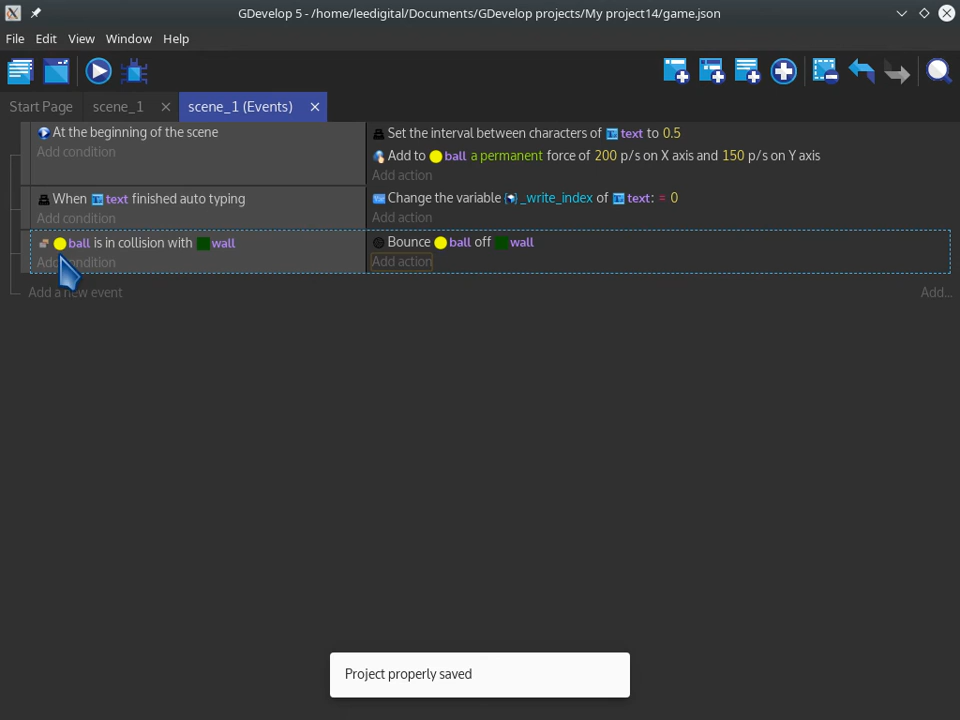 GDevelop 5 - /home/leedigital/Documents/GDevelop projects/My project14/game.json
File Edit View Window Help
Start Page scene_1 × scene_1 (Events) ×
At the beginning of the scene
Add condition
Set the interval between characters of text to 0.5
Add to ball a permanent force of 200 p/s on X axis and 150 p/s on Y axis
Add action
When text finished auto typing
Add condition
Change the variable _write_index of text: = 0
Add action
ball is in collision with wall
Add condition
Bounce ball off wall
Add action
Add a new event Add...
Project properly saved